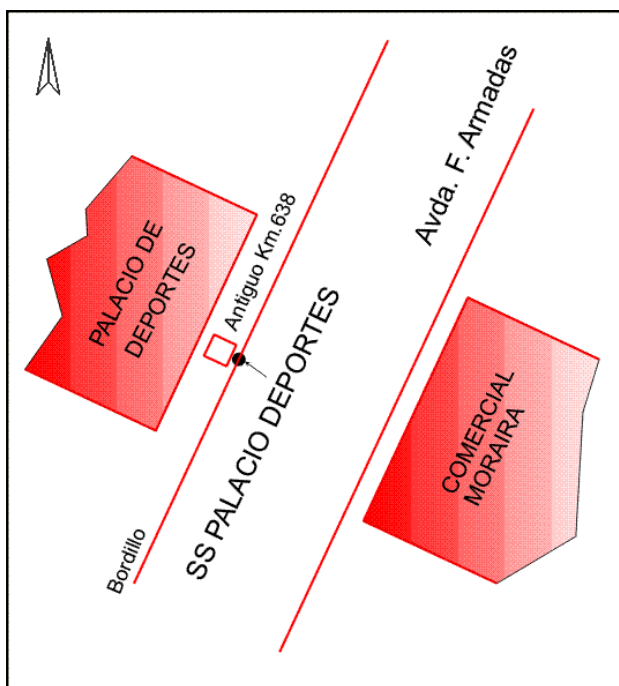 Avda. F. Armadas
PALACIO DE
DEPORTES
Antiguo Km.638
SS PALACIO DEPORTES
COMERCIAL
MORAIRA
Bordillo